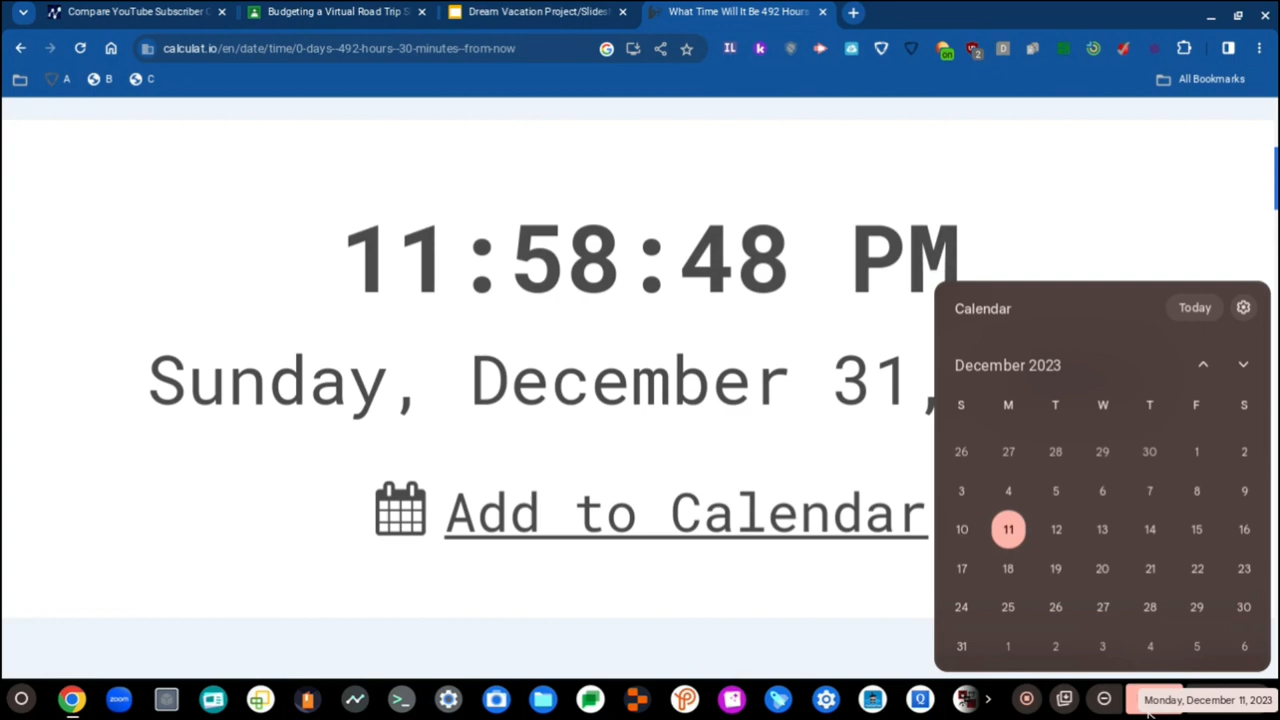 Compare YouTube Subscriber C
Budgeting a Virtual Road Trip S
Dream Vacation Project/Slides
What Time Will It Be 492 Hours
calculat.io/en/date/time/0-days--492-hours--30-minutes--from-now
A
B
C
All Bookmarks
11:58:48 PM
Sunday, December 31,
Add to Calendar
Calendar
Today
December 2023
S M T W T F S
26 27 28 29 30 1 2
3 4 5 6 7 8 9
10 11 12 13 14 15 16
17 18 19 20 21 22 23
24 25 26 27 28 29 30
31 1 2 3 4 5 6
IL
k
on
2
D
zoom
Q
Monday, December 11, 2023